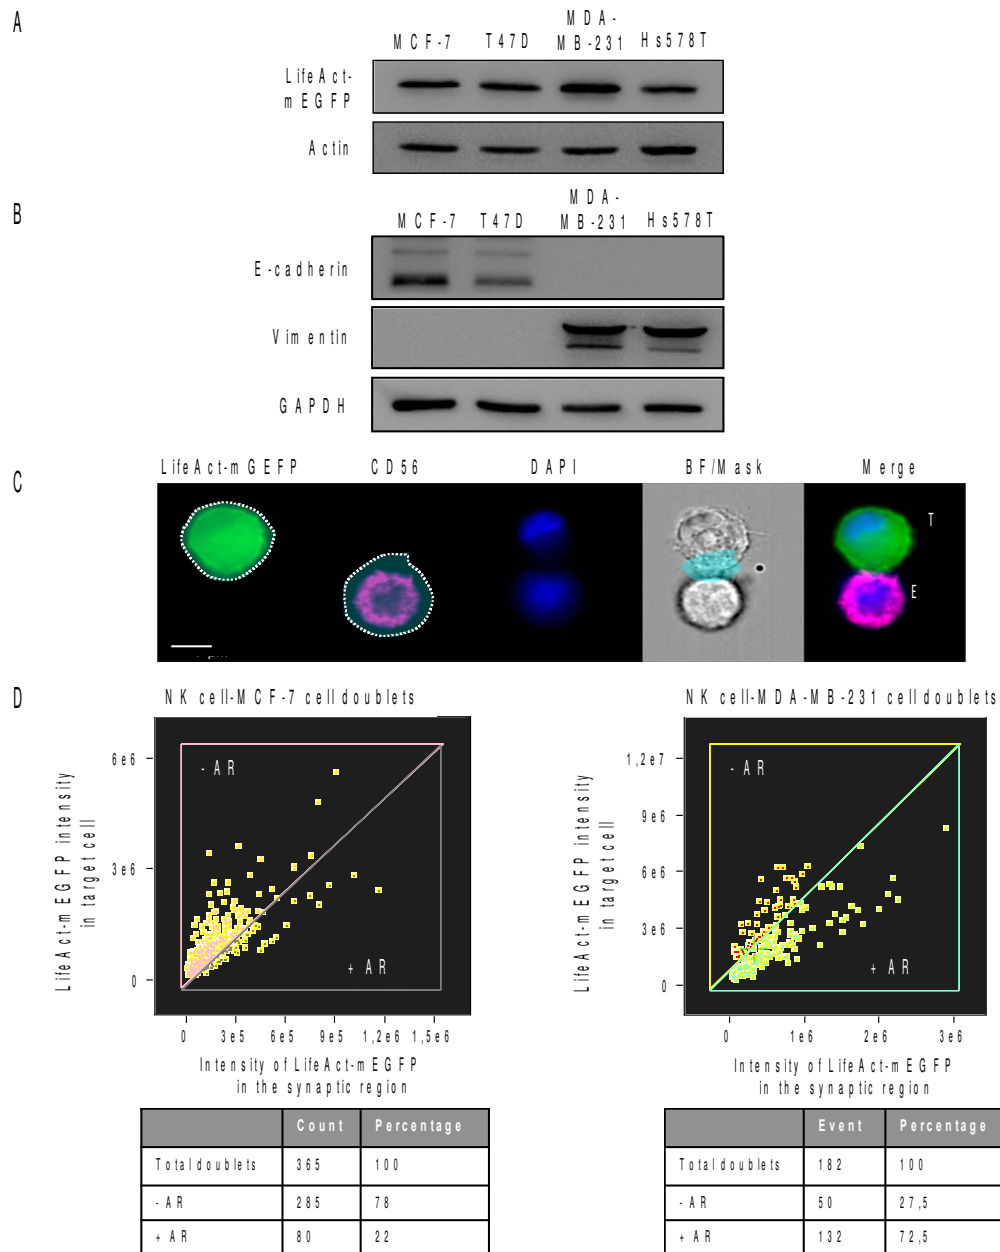 A
MCF-7 T47D MDA-MB-231 Hs578T
LifeAct-
mEGFP
Actin
B
MCF-7 T47D MDA-MB-231 Hs578T
E-cadherin
Vimentin
GAPDH
C
LifeAct-mGEFP CD56 DAPI BF/Mask Merge
T
E
D
NK cell-MCF-7 cell doublets
LifeAct-mEGFP intensity
in target cell
6e6
3e6
0
- AR
+ AR
0 3e5 6e5 9e5 1,2e6 1,5e6
Intensity of LifeAct-mEGFP
in the synaptic region
Count Percentage
Total doublets 365 100
- AR 285 78
+ AR 80 22
NK cell-MDA-MB-231 cell doublets
LifeAct-mEGFP intensity
in target cell
1,2e7
9e6
6e6
3e6
0
- AR
+ AR
0 1e6 2e6 3e6
Intensity of LifeAct-mEGFP
in the synaptic region
Event Percentage
Total doublets 182 100
- AR 50 27,5
+ AR 132 72,5